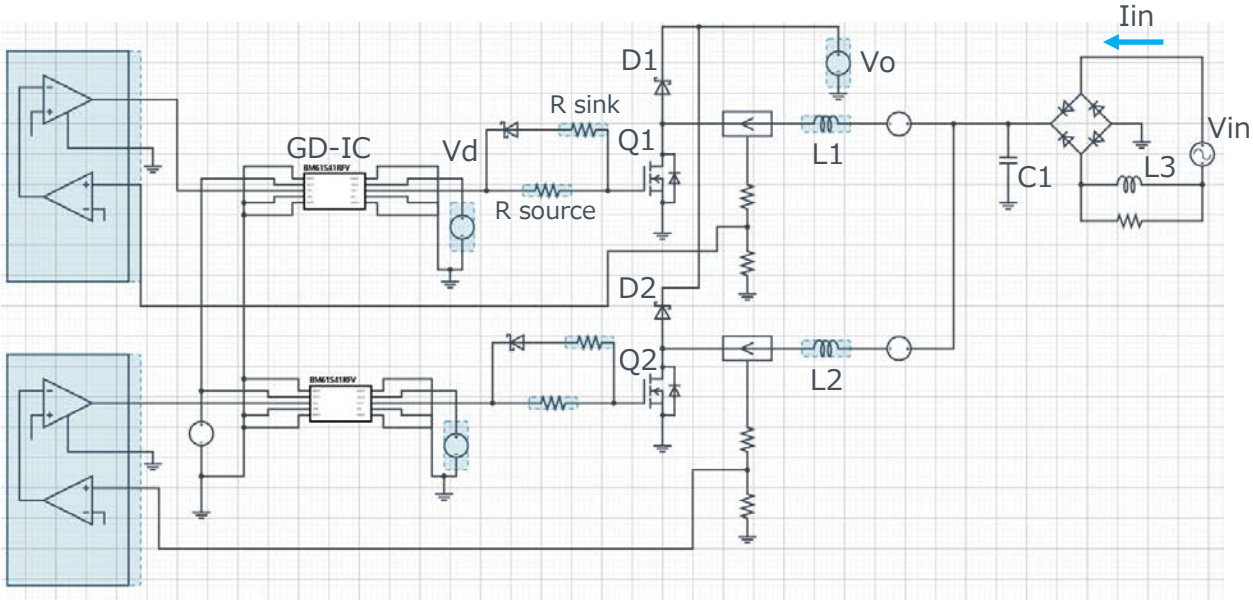 Iin
D1
Vo
R sink
Q1
GD-IC
Vd
BM61S41RFV
L1
Vin
C1
L3
R source
D2
Q2
L2
BM61S41RFV